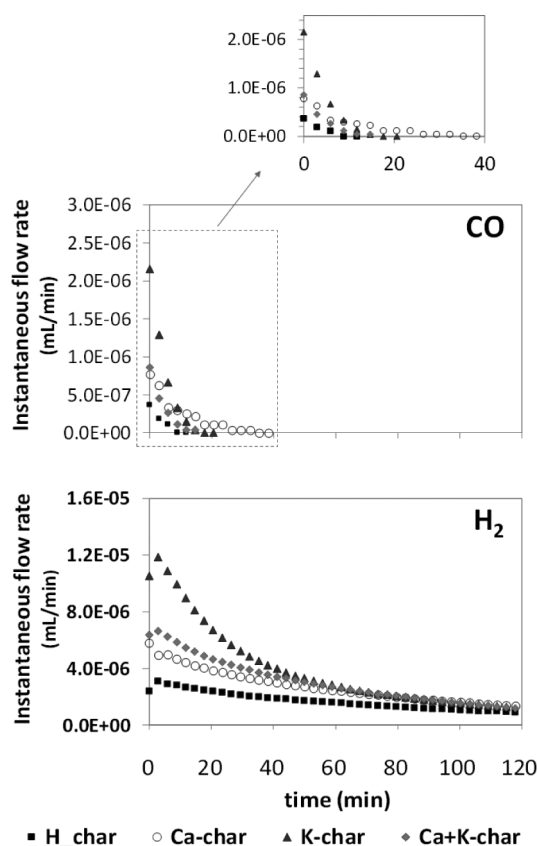 2.0E-06
1.0E-06
0.0E+00
0 20 40
3.0E-06
2.5E-06
2.0E-06
1.5E-06
1.0E-06
5.0E-07
0.0E+00
CO
Instantaneous flow rate
(mL/min)
1.6E-05
1.2E-05
8.0E-06
4.0E-06
0.0E+00
H2
Instantaneous flow rate
(mL/min)
0 20 40 60 80 100 120
time (min)
H_char Ca-char K-char Ca+K-char